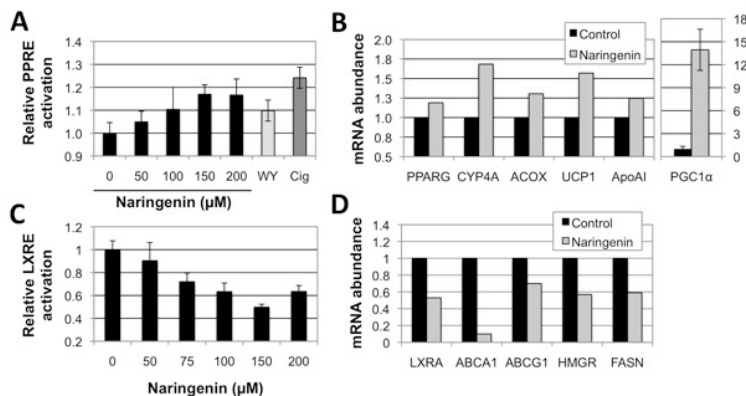 A
Relative PPRE
activation
1.4
1.3
1.2
1.1
1.0
0.9
0 50 100 150 200 WY Cig
Naringenin (µM)
B
Control
Naringenin
mRNA abundance
2.0
1.8
1.5
1.3
1.0
0.8
0.5
PPARG CYP4A ACOX UCP1 ApoAI
18
15
12
9
6
3
0
PGC1α
C
Relative LXRE
activation
1.2
1
0.8
0.6
0.4
0.2
0 50 75 100 150 200
Naringenin (µM)
D
Control
Naringenin
mRNA abundance
1.4
1.2
1
0.8
0.6
0.4
0.2
0
LXRA ABCA1 ABCG1 HMGR FASN